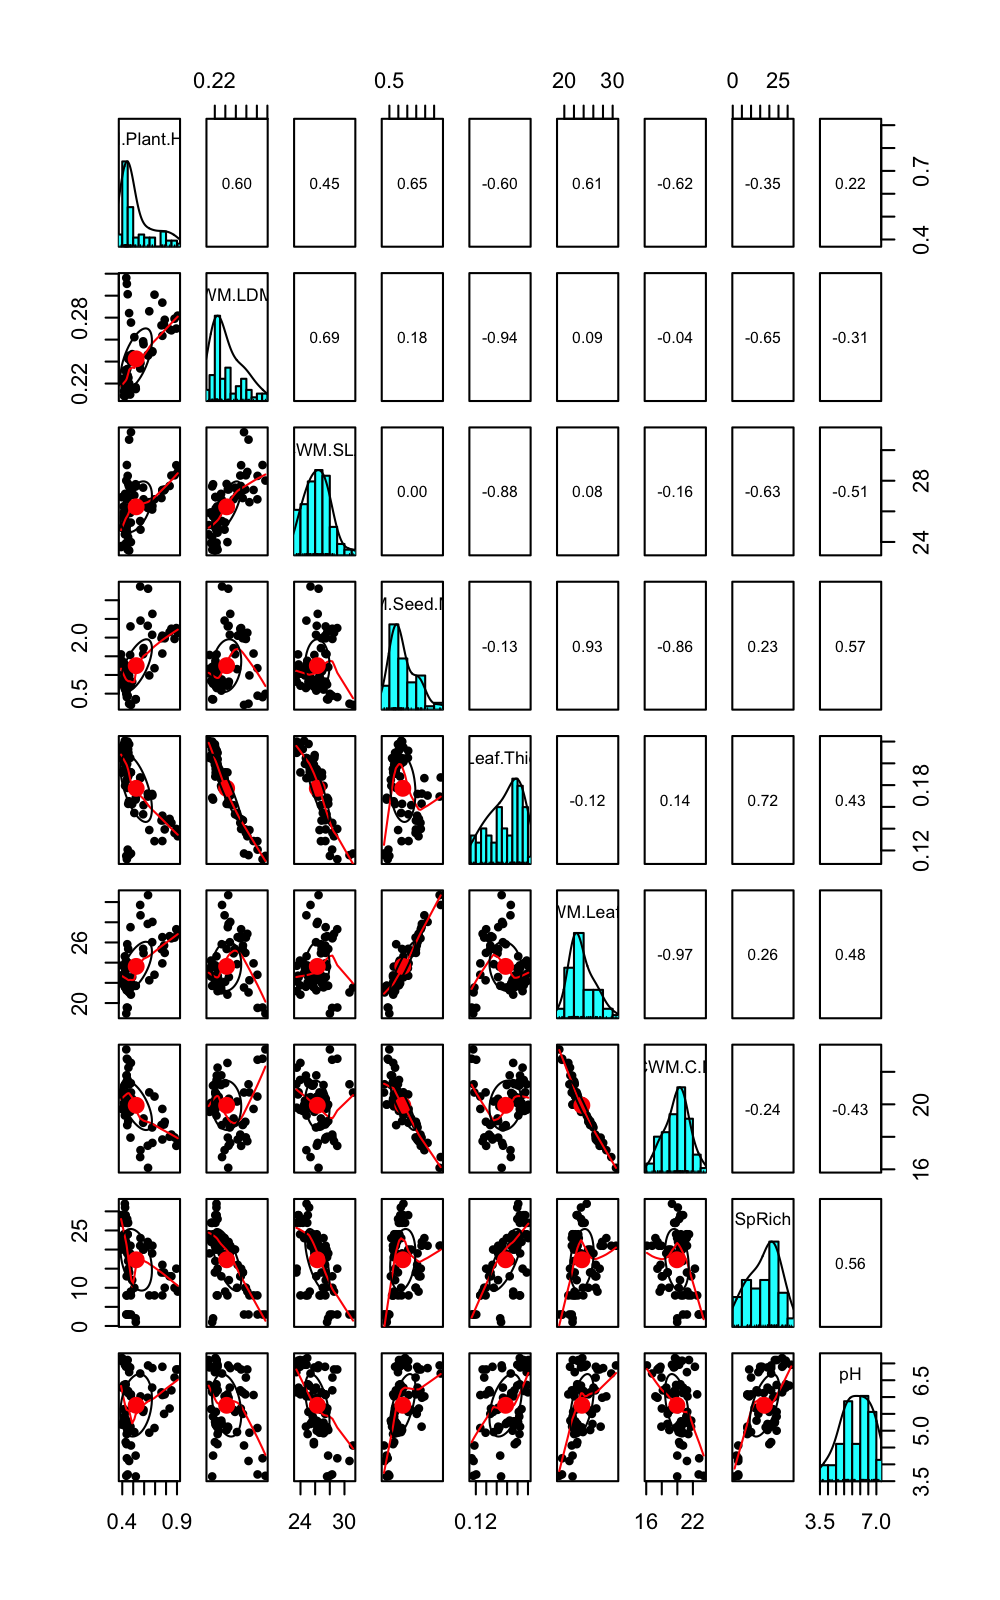 0.22 0.5 20 30 0 25
.Plant.H 0.60 0.45 0.65 -0.60 0.61 -0.62 -0.35 0.22 0.4 0.7
0.22 0.28 WM.LDM 0.69 0.18 -0.94 0.09 -0.04 -0.65 -0.31
WM.SL 0.00 -0.88 0.08 -0.16 -0.63 -0.51 24 28
0.5 2.0 M.Seed.M -0.13 0.93 -0.86 0.23 0.57
Leaf.Thi -0.12 0.14 0.72 0.43 0.12 0.18
20 26 WM.Leaf -0.97 0.26 0.48
CWM.C.I -0.24 -0.43 16 20
0 10 25 SpRich 0.56
pH 3.5 5.0 6.5
0.4 0.9 24 30 0.12 16 22 3.5 7.0